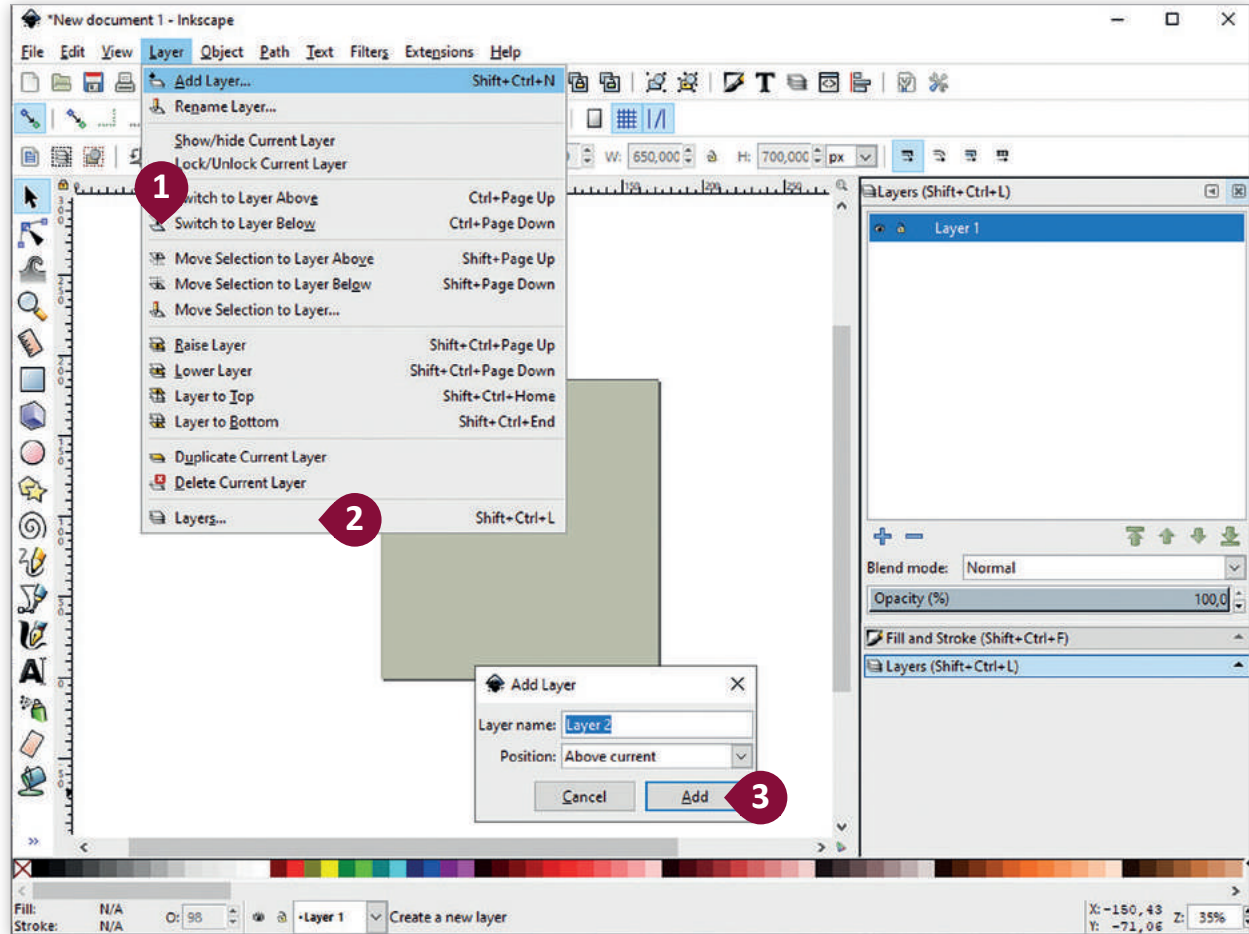 *New document 1 - Inkscape
File Edit View Layer Object Path Text Filters Extensions Help
Add Layer... Shift+Ctrl+N
Rename Layer...
Show/hide Current Layer
Lock/Unlock Current Layer
W: 650,000 H: 700,000 px
1
Switch to Layer Above Ctrl+Page Up
Switch to Layer Below Ctrl+Page Down
Move Selection to Layer Above Shift+Page Up
Move Selection to Layer Below Shift+Page Down
Move Selection to Layer...
Raise Layer Shift+Ctrl+Page Up
Lower Layer Shift+Ctrl+Page Down
Layer to Top Shift+Ctrl+Home
Layer to Bottom Shift+Ctrl+End
Duplicate Current Layer
Delete Current Layer
Layers... 2 Shift+Ctrl+L
150 200 250
Layers (Shift+Ctrl+L)
Layer 1
Blend mode: Normal
Opacity (%) 100,0
Fill and Stroke (Shift+Ctrl+F)
Layers (Shift+Ctrl+L)
Add Layer
Layer name: Layer 2
Position: Above current
Cancel Add 3
Fill: N/A
Stroke: N/A
O: 98 •Layer 1 Create a new layer
X: -150,43
Y: -71,06
Z: 35%